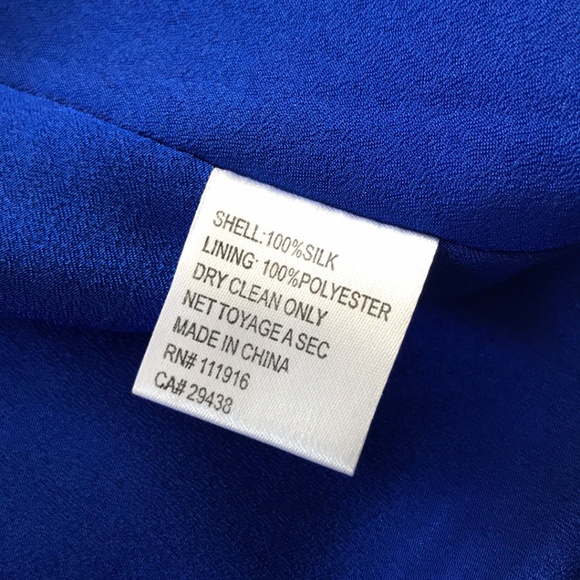 SHELL:100%SILK
LINING: 100%POLYESTER
DRY CLEAN ONLY
NET TOYAGE A SEC
MADE IN CHINA
RN# 111916
CA# 29438